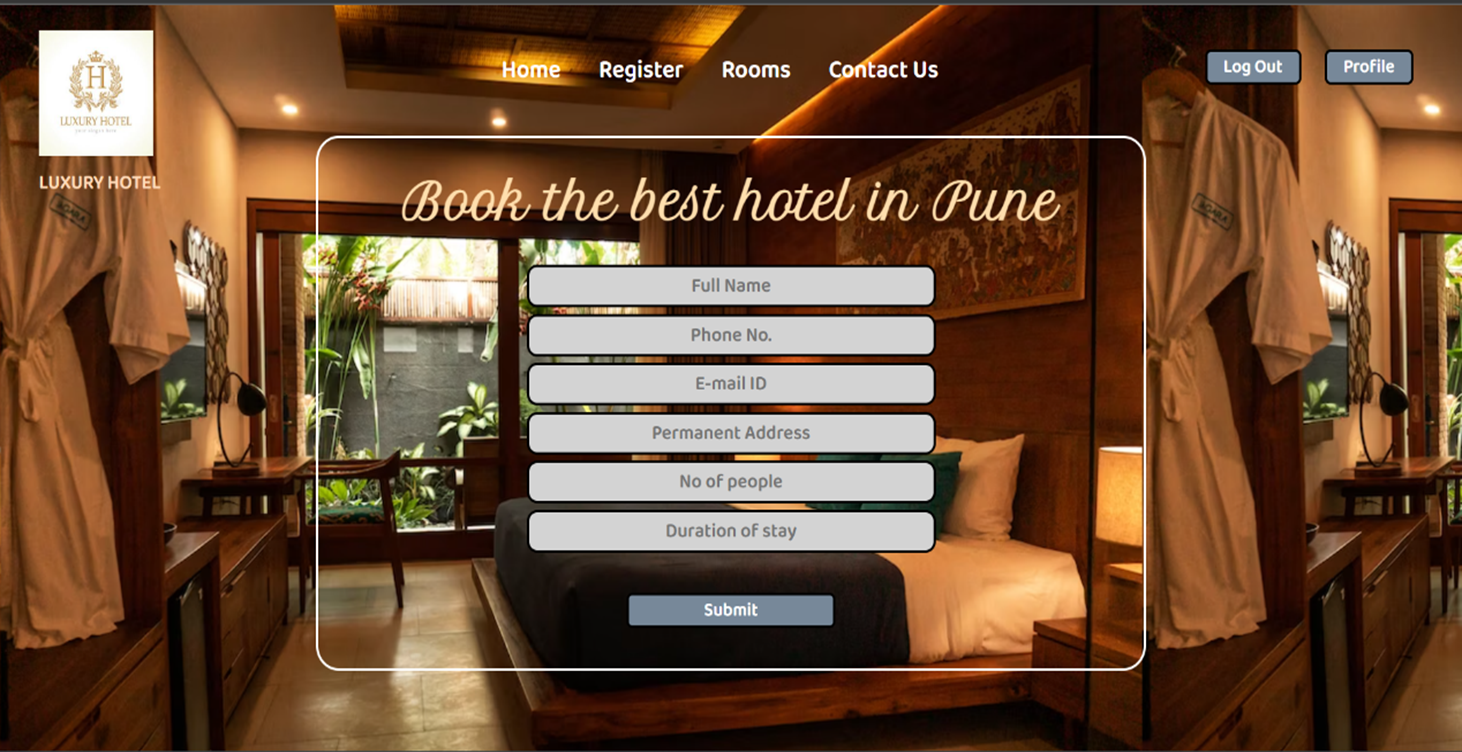 LUXURY HOTEL
LUXURY HOTEL
Home Register Rooms Contact Us
Log Out Profile
Book the best hotel in Pune
Full Name
Phone No.
E-mail ID
Permanent Address
No of people
Duration of stay
Submit